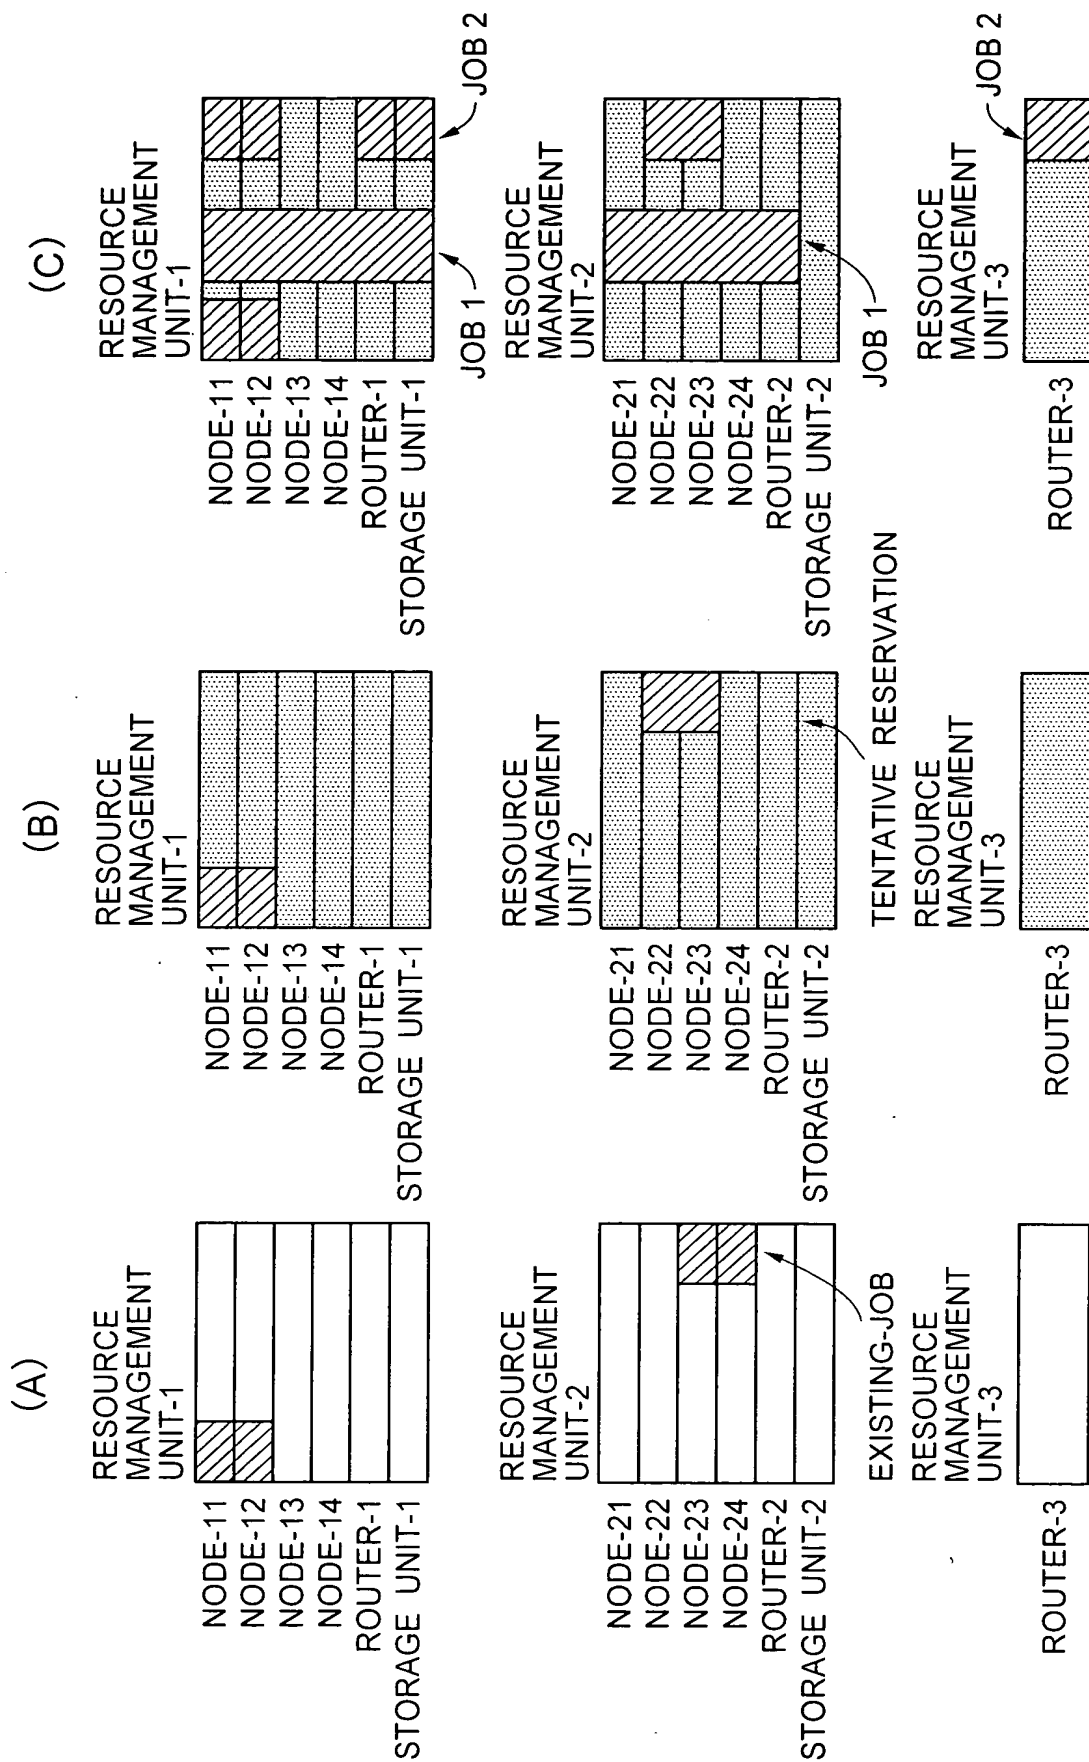 (A)
RESOURCE
MANAGEMENT
UNIT-1
NODE-11
NODE-12
NODE-13
NODE-14
ROUTER-1
STORAGE UNIT-1
RESOURCE
MANAGEMENT
UNIT-2
NODE-21
NODE-22
NODE-23
NODE-24
ROUTER-2
STORAGE UNIT-2
EXISTING-JOB
RESOURCE
MANAGEMENT
UNIT-3
ROUTER-3
(B)
RESOURCE
MANAGEMENT
UNIT-1
NODE-11
NODE-12
NODE-13
NODE-14
ROUTER-1
STORAGE UNIT-1
RESOURCE
MANAGEMENT
UNIT-2
NODE-21
NODE-22
NODE-23
NODE-24
ROUTER-2
STORAGE UNIT-2
TENTATIVE RESERVATION
RESOURCE
MANAGEMENT
UNIT-3
ROUTER-3
(C)
RESOURCE
MANAGEMENT
UNIT-1
NODE-11
NODE-12
NODE-13
NODE-14
ROUTER-1
STORAGE UNIT-1
JOB 1
JOB 2
RESOURCE
MANAGEMENT
UNIT-2
NODE-21
NODE-22
NODE-23
NODE-24
ROUTER-2
STORAGE UNIT-2
JOB 1
RESOURCE
MANAGEMENT
UNIT-3
JOB 2
ROUTER-3